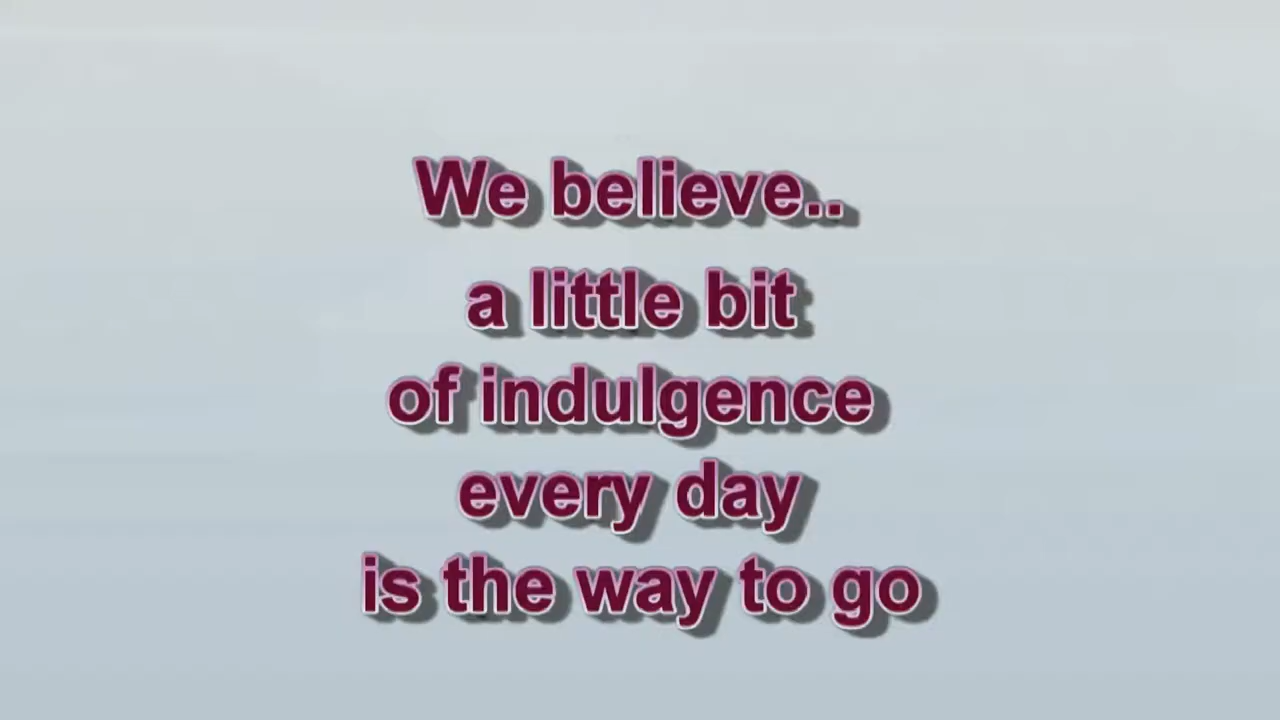 We believe..
a little bit
of indulgence
every day
is the way to go